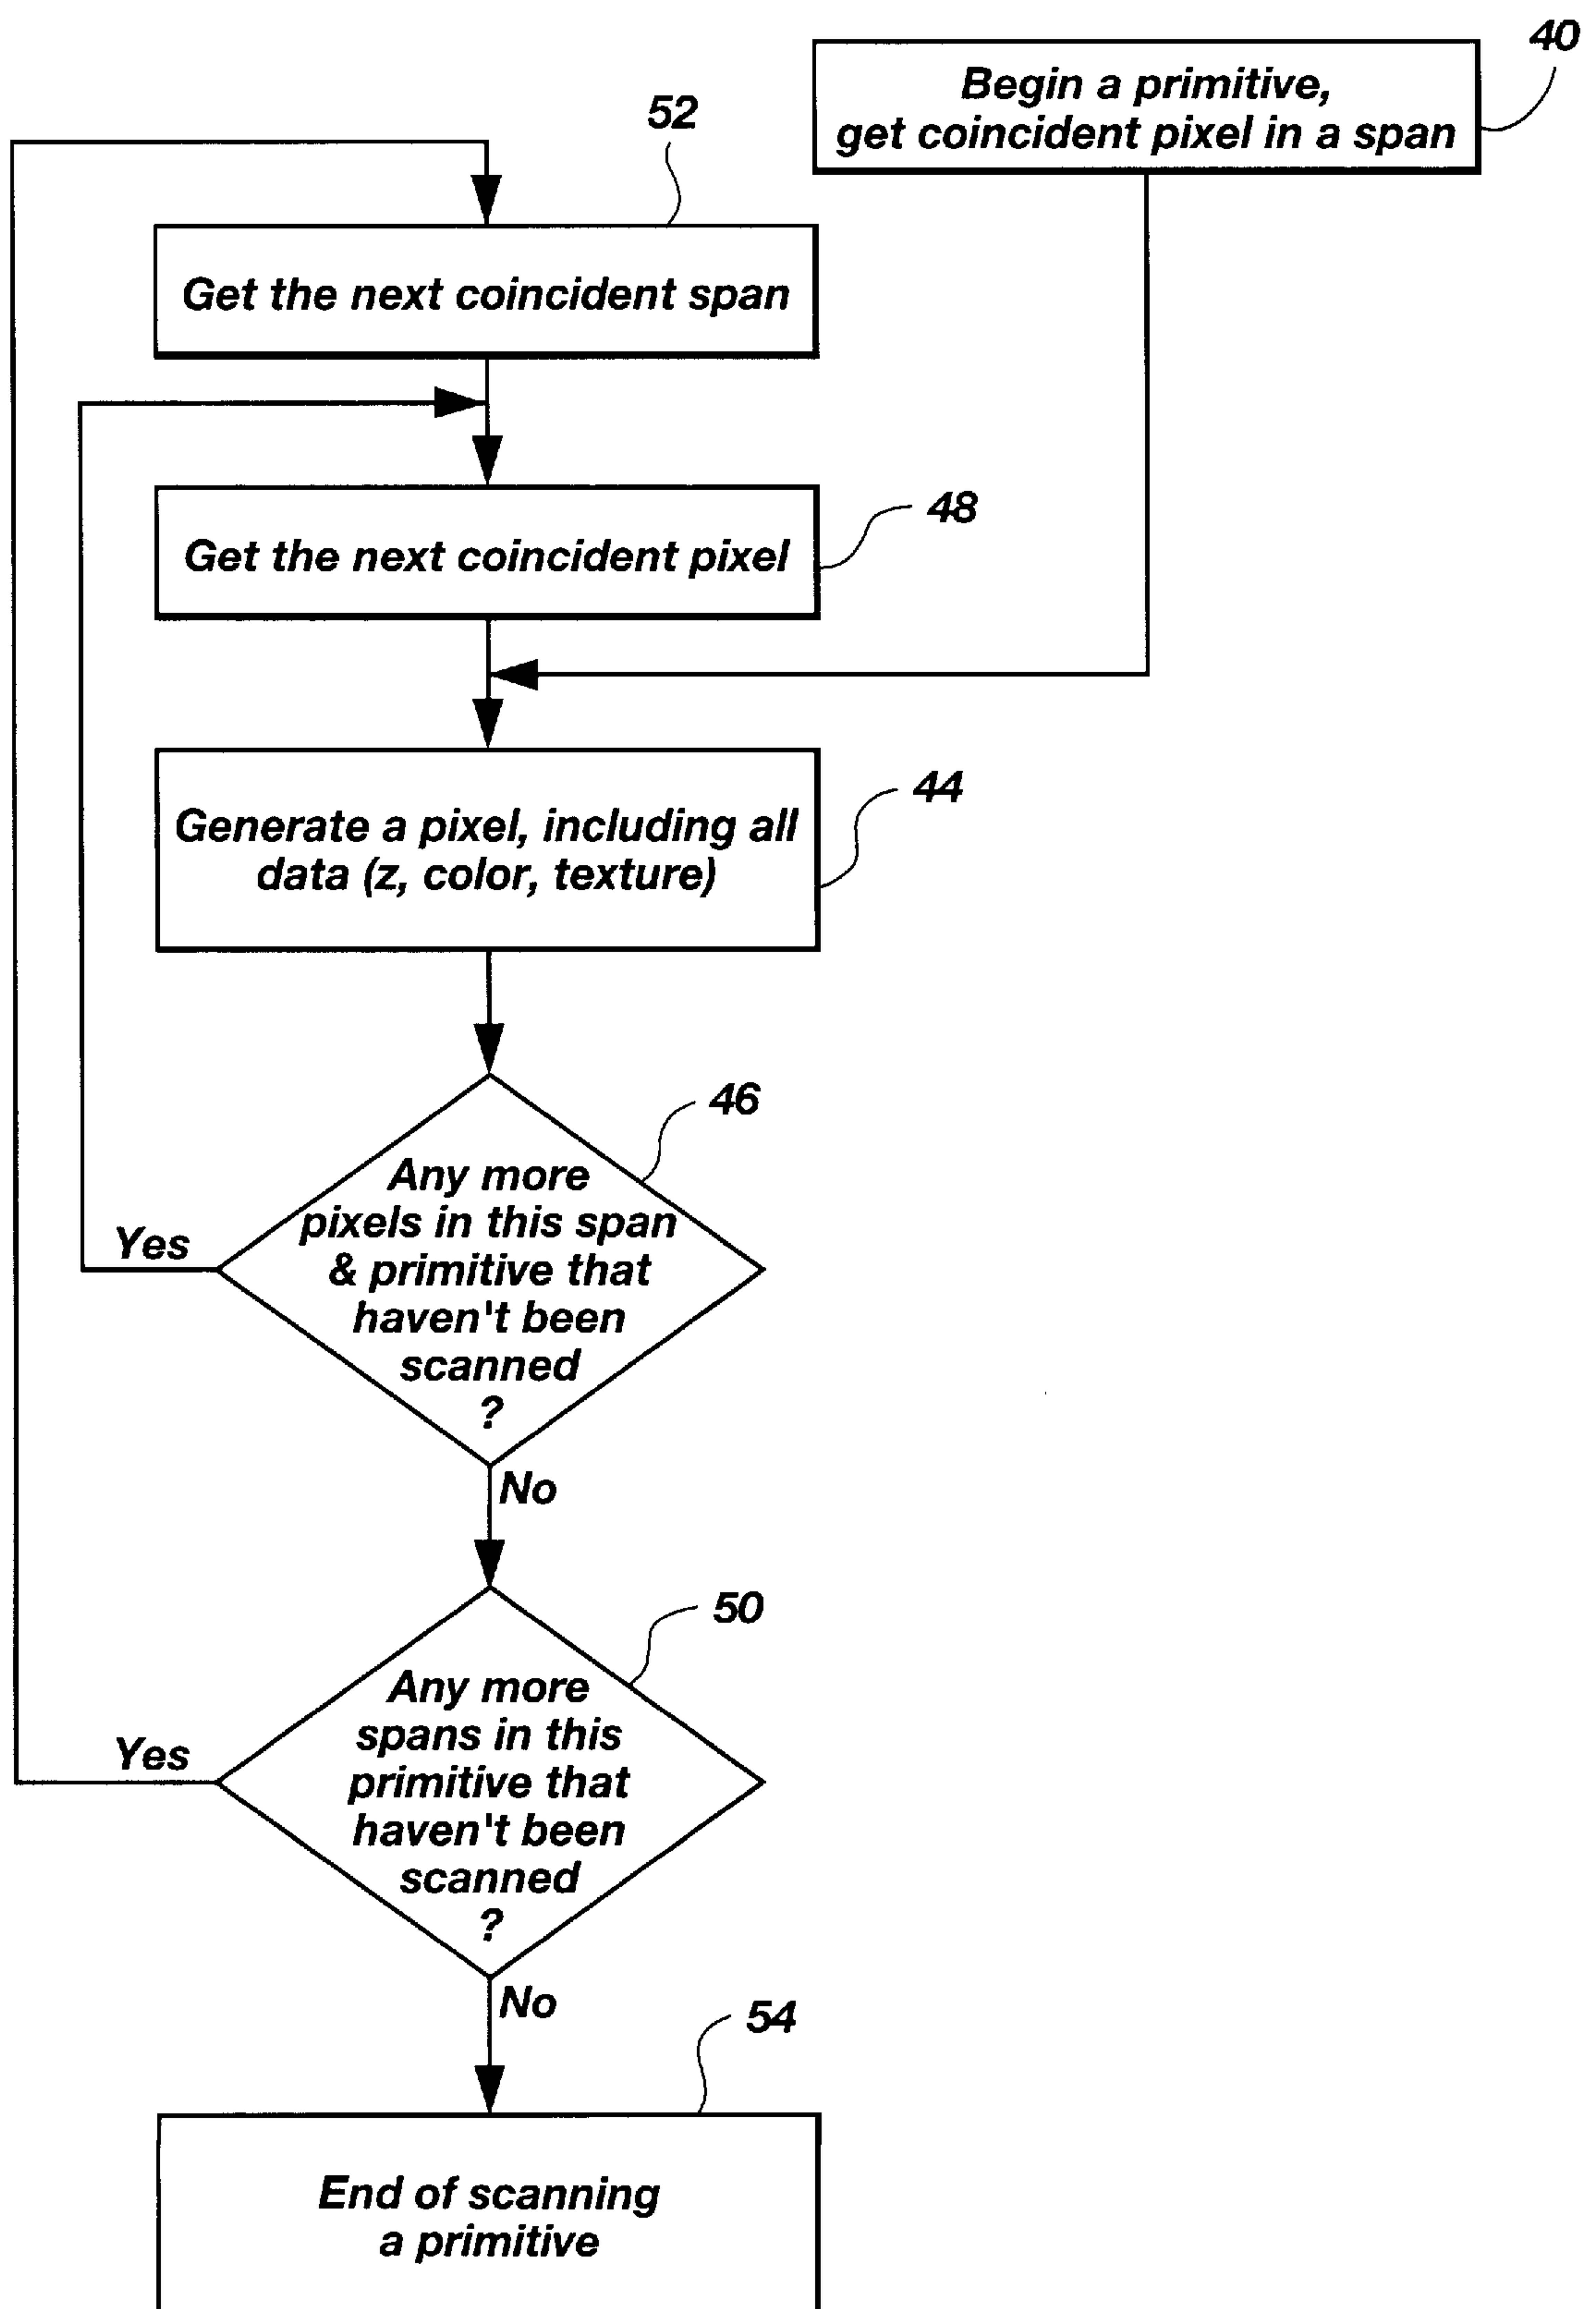 40
Begin a primitive,
get coincident pixel in a span
52
Get the next coincident span
48
Get the next coincident pixel
44
Generate a pixel, including all
data (z, color, texture)
46
Any more
pixels in this span
& primitive that
haven't been
scanned
?
Yes
No
50
Any more
spans in this
primitive that
haven't been
scanned
?
Yes
No
54
End of scanning
a primitive